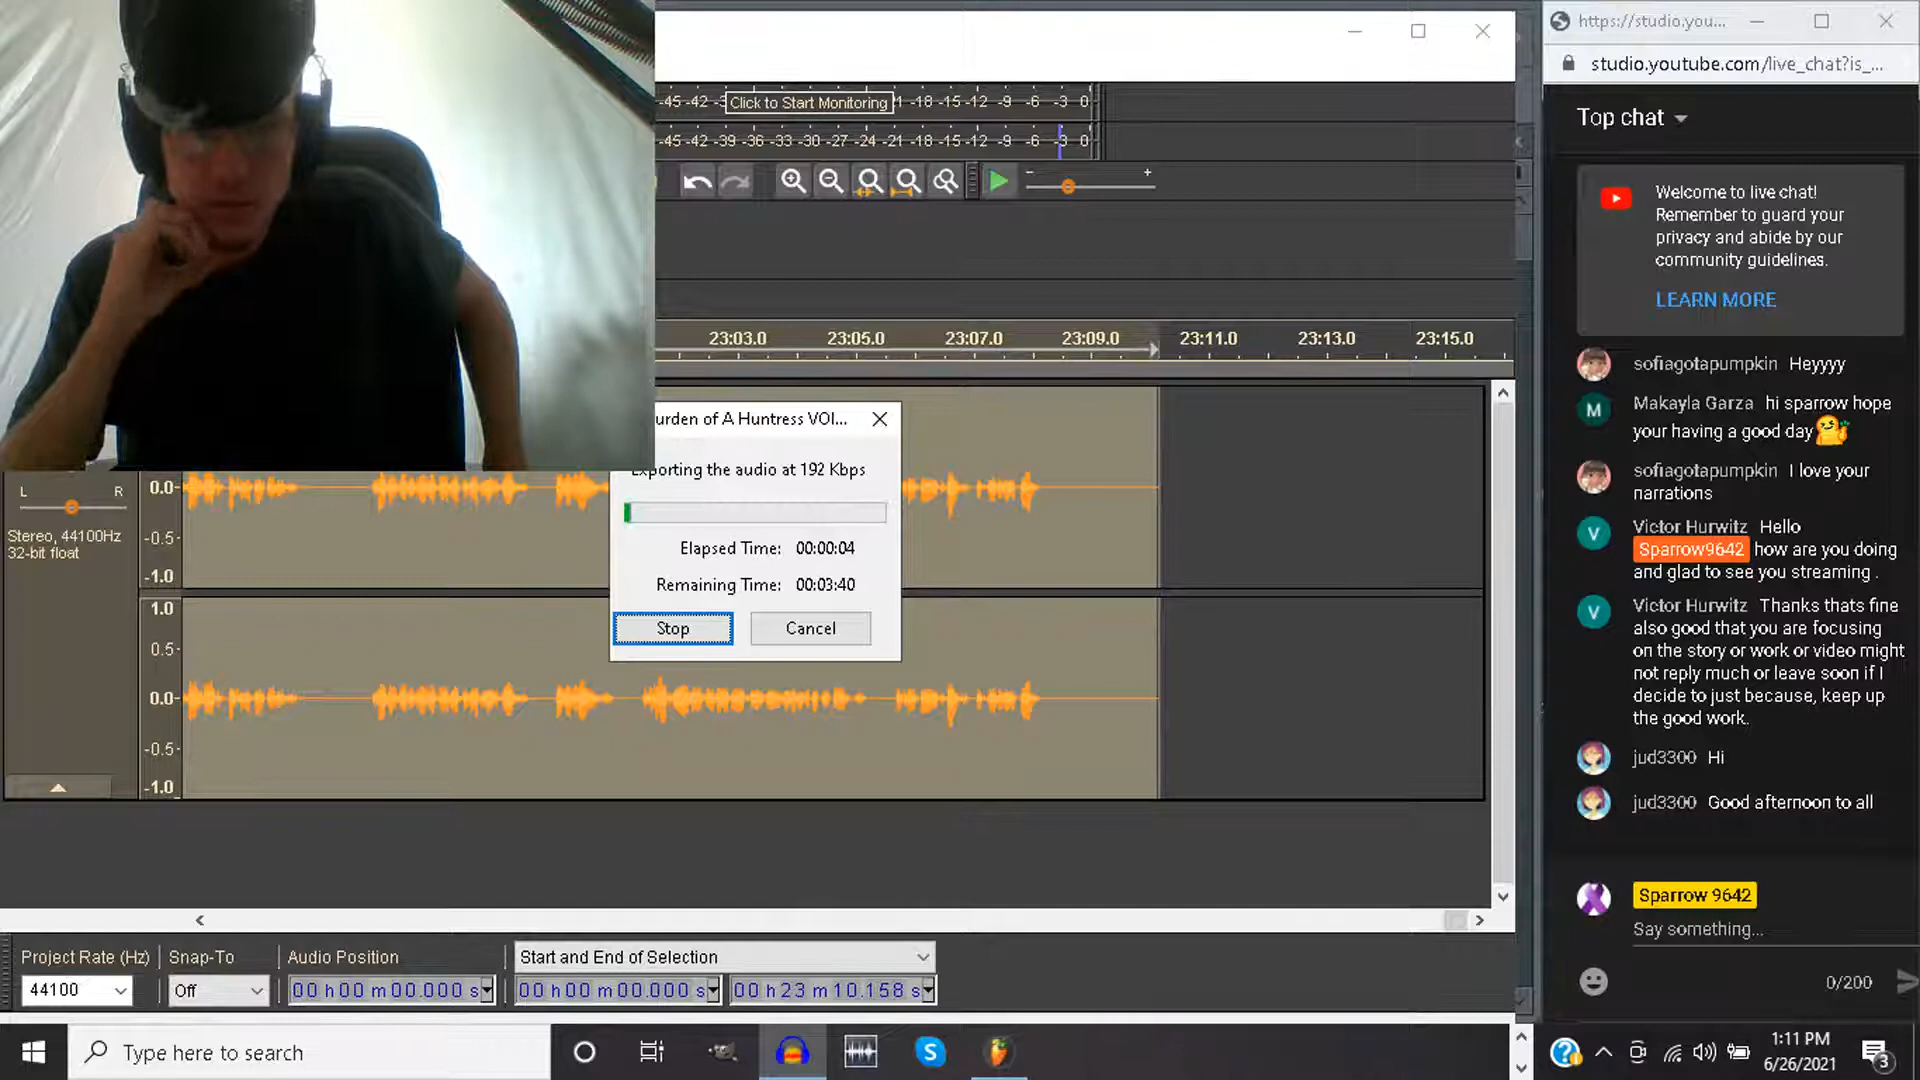 https://studio.you...
studio.youtube.com/live_chat?is_...
-45 -42 -3 Click to Start Monitoring 1 -18 -15 -12 -9 -6 -3 0
-45 -42 -39 -36 -33 -30 -27 -24 -21 -18 -15 -12 -9 -6 -3 0
- +
23:03.0 23:05.0 23:07.0 23:09.0 23:11.0 23:13.0 23:15.0
urden of A Huntress VOI...
Exporting the audio at 192 Kbps
Elapsed Time: 00:00:04
Remaining Time: 00:03:40
Stop Cancel
L R
Stereo, 44100Hz
32-bit float
0.0
-0.5
-1.0
1.0
0.5
0.0
-0.5
-1.0
Project Rate (Hz) Snap-To Audio Position Start and End of Selection
44100 Off 00 h 00 m 00.000 s 00 h 00 m 00.000 s 00 h 23 m 10.158 s
Top chat
Welcome to live chat!
Remember to guard your
privacy and abide by our
community guidelines.
LEARN MORE
sofiagotapumpkin Heyyyy
M Makayla Garza hi sparrow hope
your having a good day
sofiagotapumpkin I love your
narrations
V Victor Hurwitz Hello
Sparrow9642 how are you doing
and glad to see you streaming .
V Victor Hurwitz Thanks thats fine
also good that you are focusing
on the story or work or video might
not reply much or leave soon if I
decide to just because, keep up
the good work.
jud3300 Hi
jud3300 Good afternoon to all
Sparrow 9642
Say something...
0/200
Type here to search
1:11 PM
6/26/2021
3